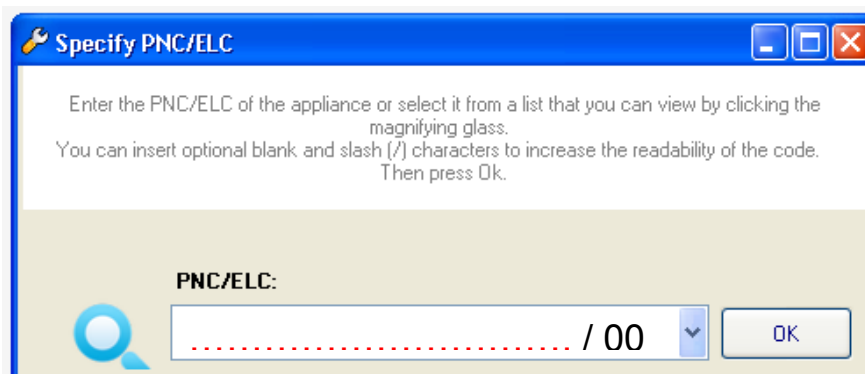 Specify PNC/ELC
Enter the PNC/ELC of the appliance or select it from a list that you can view by clicking the
magnifying glass.
You can insert optional blank and slash (/) characters to increase the readability of the code.
Then press Ok.
PNC/ELC:
.............................. / 00
OK